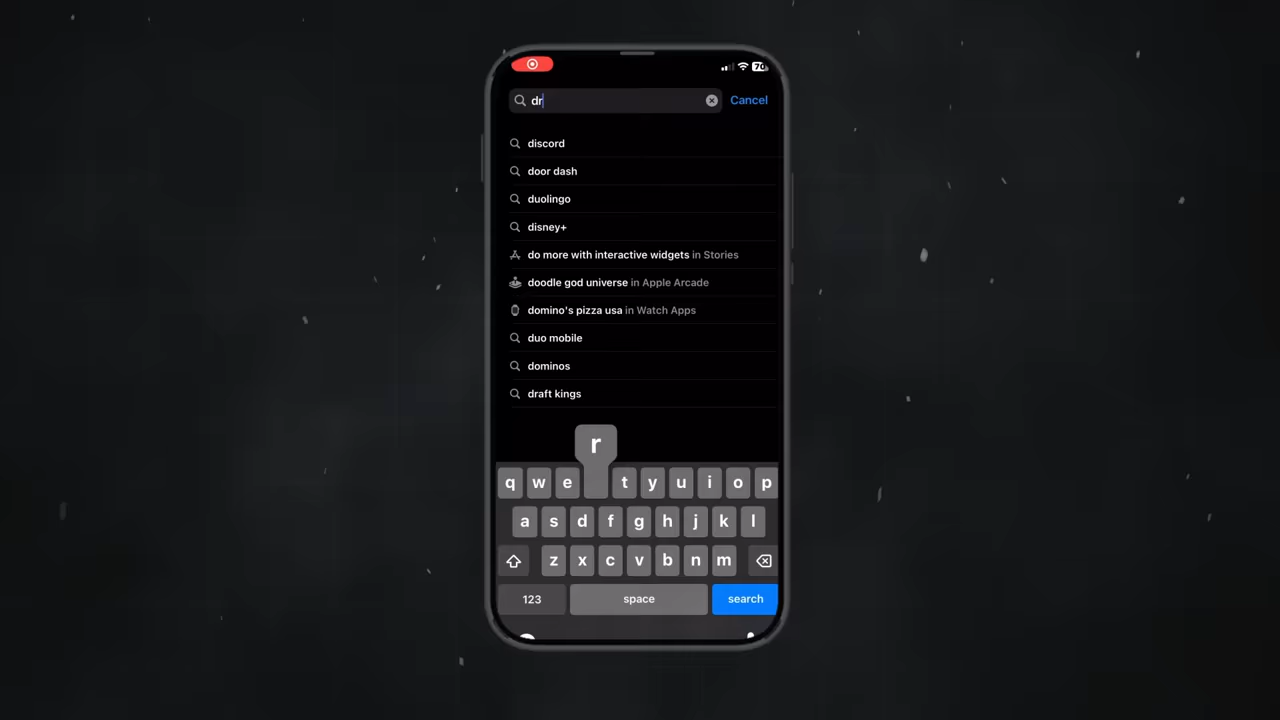 70
dr
Cancel
discord
door dash
duolingo
disney+
do more with interactive widgets in Stories
doodle god universe in Apple Arcade
domino's pizza usa in Watch Apps
duo mobile
dominos
draft kings
r
q w e t y u i o p
a s d f g h j k l
z x c v b n m
123 space search